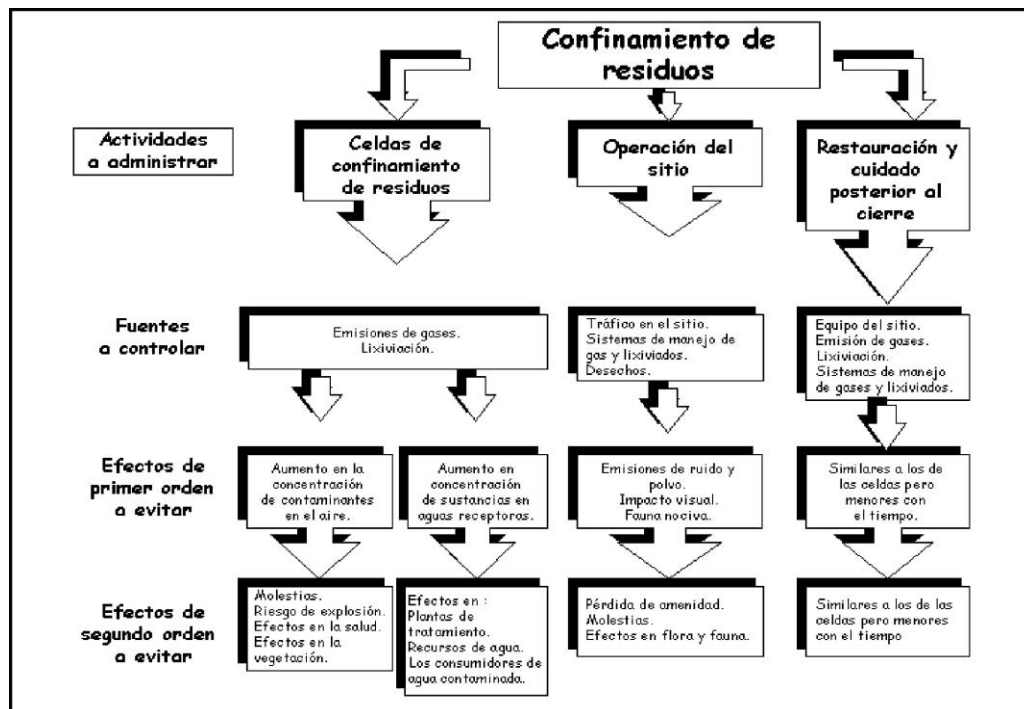 Confinamiento de
residuos
Actividades
a administrar
Celdas de
confinamiento
de residuos
Operación del
sitio
Restauración y
cuidado
posterior al
cierre
Fuentes
a controlar
Emisiones de gases.
Lixiviación.
Tráfico en el sitio.
Sistemas de manejo de
gas y lixiviados.
Desechos.
Equipo del sitio.
Emisión de gases.
Lixiviación.
Sistemas de manejo
de gases y lixiviados.
Efectos de
primer orden
a evitar
Aumento en la
concentración
de contaminantes
en el aire.
Aumento en
concentración
de sustancias en
aguas receptoras.
Emisiones de ruido y
polvo.
Impacto visual.
Fauna nociva.
Similares a los de
las celdas pero
menores con
el tiempo.
Efectos de
segundo orden
a evitar
Molestias.
Riesgo de explosión.
Efectos en la salud.
Efectos en la
vegetación.
Efectos en :
Plantas de
tratamiento.
Recursos de agua.
Los consumidores de
agua contaminada.
Pérdida de amenidad.
Molestias.
Efectos en flora y fauna.
Similares a los de las
celdas pero menores
con el tiempo